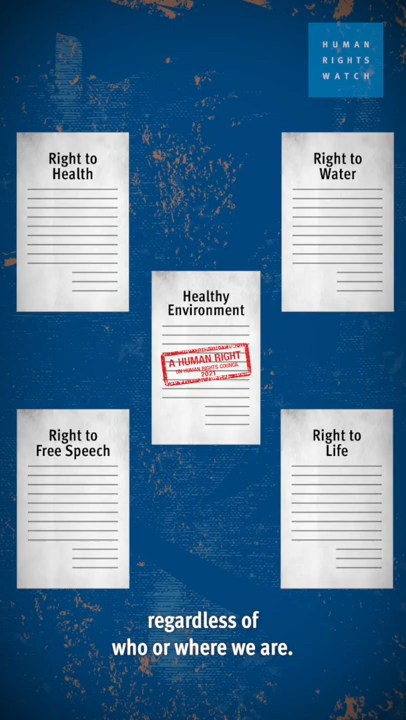 HUMAN
RIGHTS
WATCH
Right to
Health
Right to
Water
Healthy
Environment
A HUMAN RIGHT
UN HUMAN RIGHTS COUNCIL
2021
Right to
Free Speech
Right to
Life
regardless of
who or where we are.